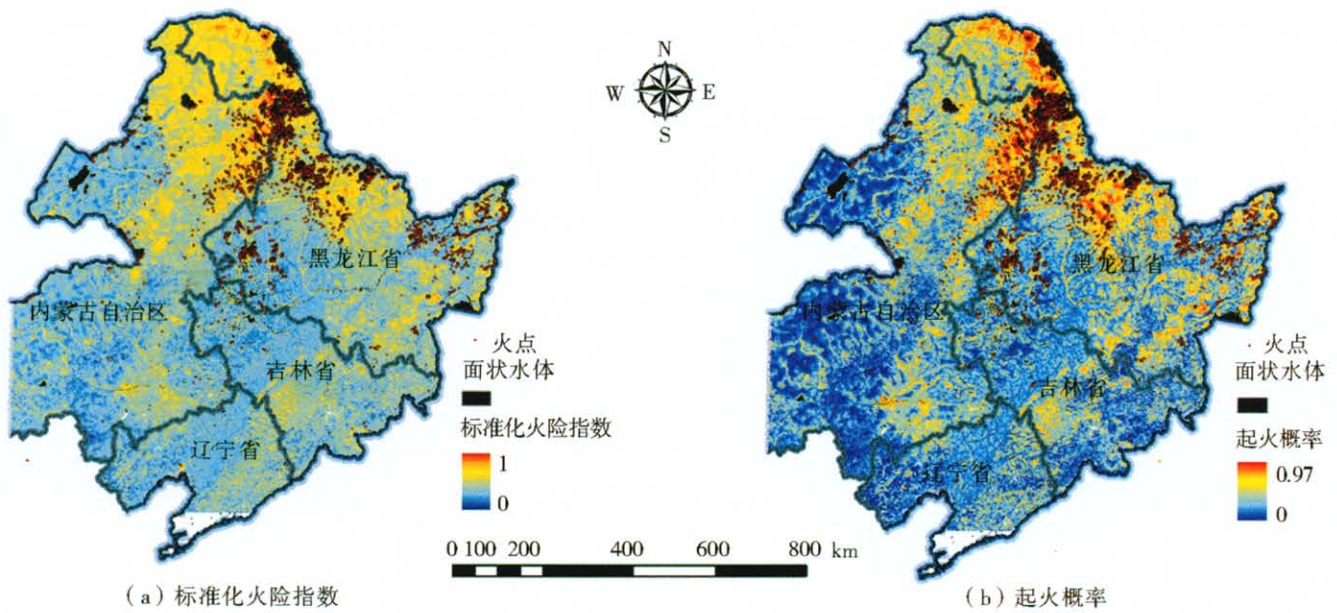 N
W E
S
黑龙江省
内蒙古自治区
吉林省
辽宁省
火点
面状水体
标准化火险指数
1
0
黑龙江省
内蒙古自治区
吉林省
辽宁省
火点
面状水体
起火概率
0.97
0
0 100 200 400 600 800 km
(a) 标准化火险指数
(b) 起火概率